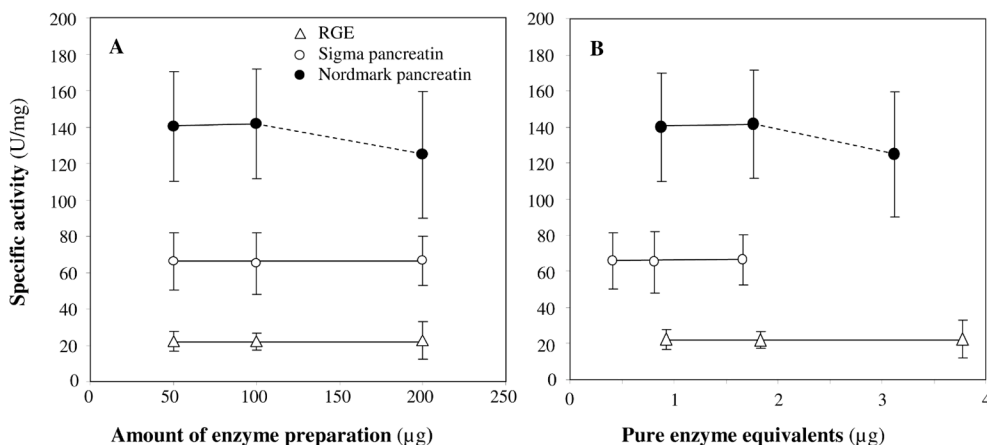 A
RGE
Sigma pancreatin
Nordmark pancreatin
200
180
160
140
120
100
80
60
40
20
0
0 50 100 150 200 250
Specific activity (U/mg)
Amount of enzyme preparation (µg)
B
200
180
160
140
120
100
80
60
40
20
0
0 1 2 3 4
Pure enzyme equivalents (µg)